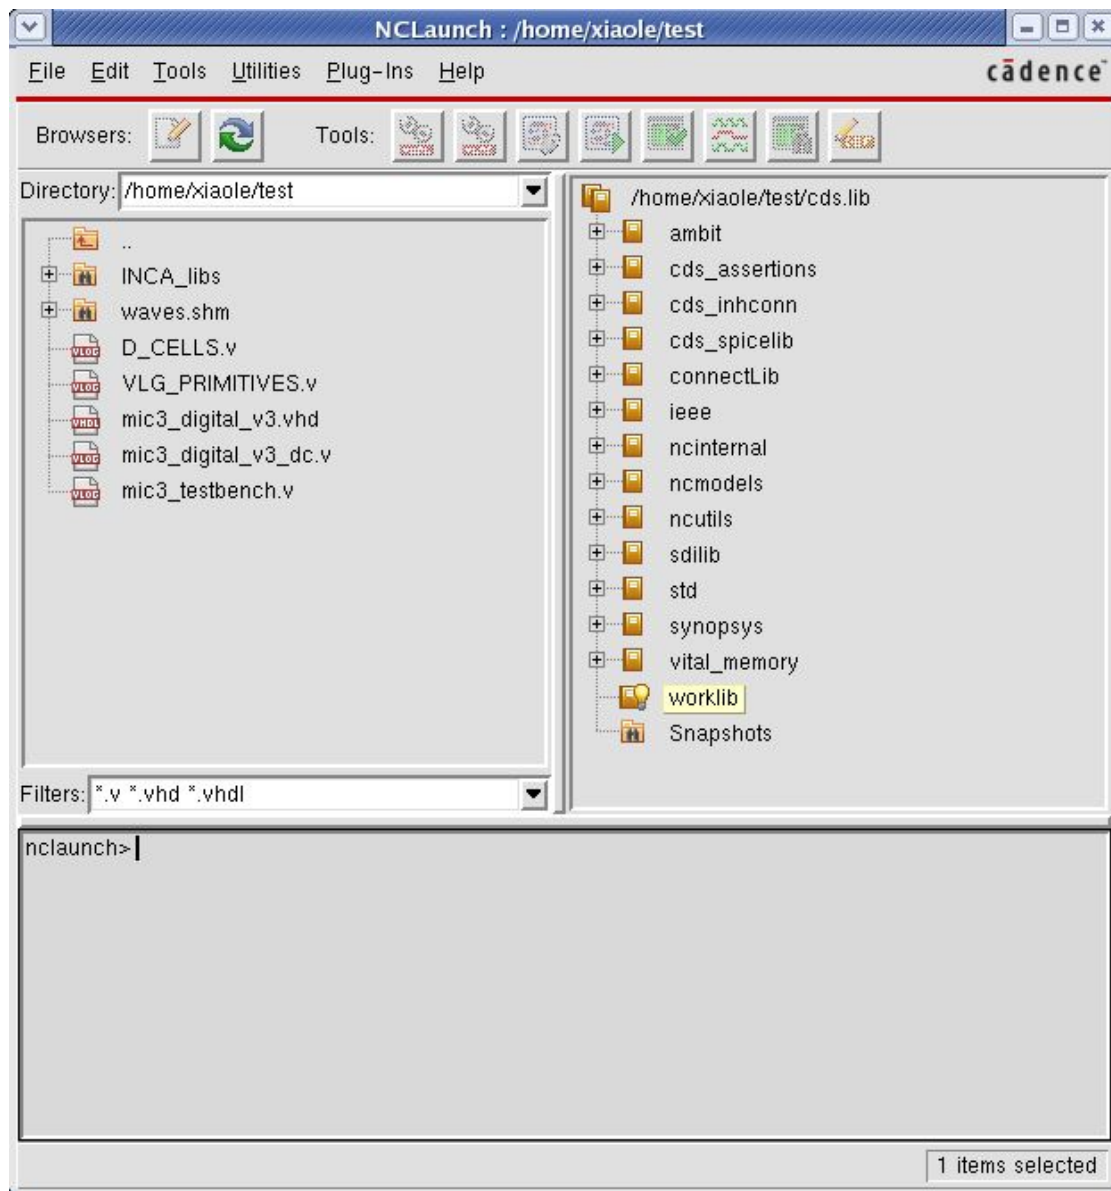 NCLaunch : /home/xiaole/test
File Edit Tools Utilities Plug-Ins Help
cādence™
Browsers: Tools:
Directory: /home/xiaole/test
..
INCA_libs
waves.shm
D_CELLS.v
VLG_PRIMITIVES.v
mic3_digital_v3.vhd
mic3_digital_v3_dc.v
mic3_testbench.v
Filters: *.v *.vhd *.vhdl
/home/xiaole/test/cds.lib
ambit
cds_assertions
cds_inhconn
cds_spicelib
connectLib
ieee
ncinternal
ncmodels
ncutils
sdilib
std
synopsys
vital_memory
worklib
Snapshots
nclaunch>
1 items selected